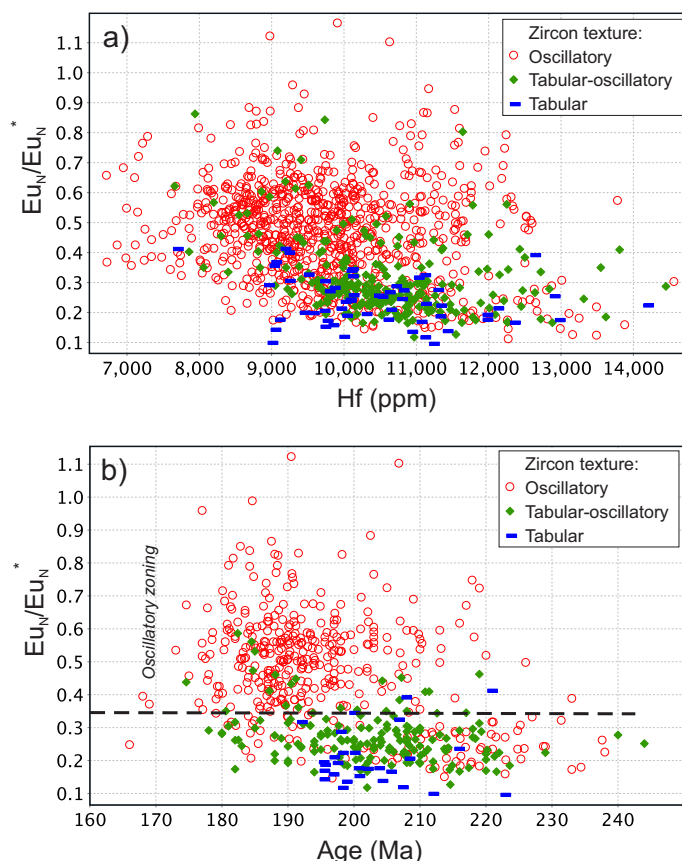 a)
Zircon texture:
Oscillatory
Tabular-oscillatory
Tabular
1.1
1.0
0.9
0.8
0.7
0.6
0.5
0.4
0.3
0.2
0.1
Eu_N/Eu_N^*
7,000 8,000 9,000 10,000 11,000 12,000 13,000 14,000
Hf (ppm)
b)
Zircon texture:
Oscillatory
Tabular-oscillatory
Tabular
1.1
1.0
0.9
0.8
0.7
0.6
0.5
0.4
0.3
0.2
0.1
Eu_N/Eu_N^*
Oscillatory zoning
160 170 180 190 200 210 220 230 240
Age (Ma)